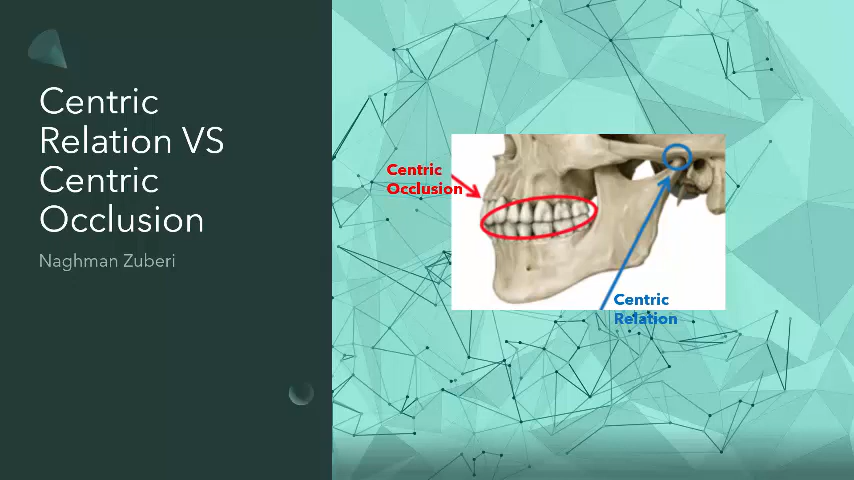 Centric
Relation VS
Centric
Occlusion
Naghman Zuberi
Centric
Occlusion
Centric
Relation